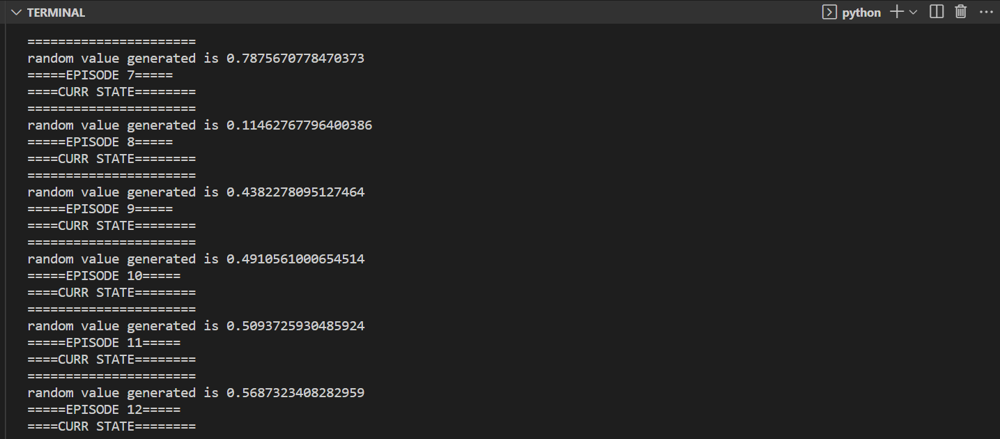 TERMINAL
python
======================
random value generated is 0.7875670778470373
=====EPISODE 7=====
====CURR STATE========
======================
random value generated is 0.11462767796400386
=====EPISODE 8=====
====CURR STATE========
======================
random value generated is 0.4382278095127464
=====EPISODE 9=====
====CURR STATE========
======================
random value generated is 0.4910561000654514
=====EPISODE 10=====
====CURR STATE========
======================
random value generated is 0.5093725930485924
=====EPISODE 11=====
====CURR STATE========
======================
random value generated is 0.5687323408282959
=====EPISODE 12=====
====CURR STATE========